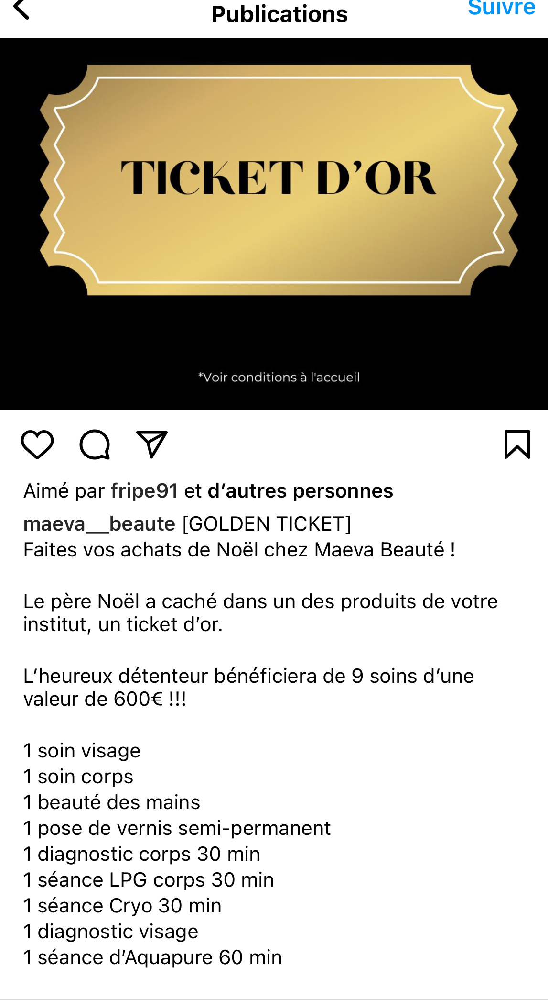 Publications
Suivre
TICKET D'OR
*Voir conditions à l'accueil
Aimé par fripe91 et d'autres personnes
maeva__beaute [GOLDEN TICKET]
Faites vos achats de Noël chez Maeva Beauté !
Le père Noël a caché dans un des produits de votre
institut, un ticket d'or.
L'heureux détenteur bénéficiera de 9 soins d'une
valeur de 600€ !!!
1 soin visage
1 soin corps
1 beauté des mains
1 pose de vernis semi-permanent
1 diagnostic corps 30 min
1 séance LPG corps 30 min
1 séance Cryo 30 min
1 diagnostic visage
1 séance d'Aquapure 60 min